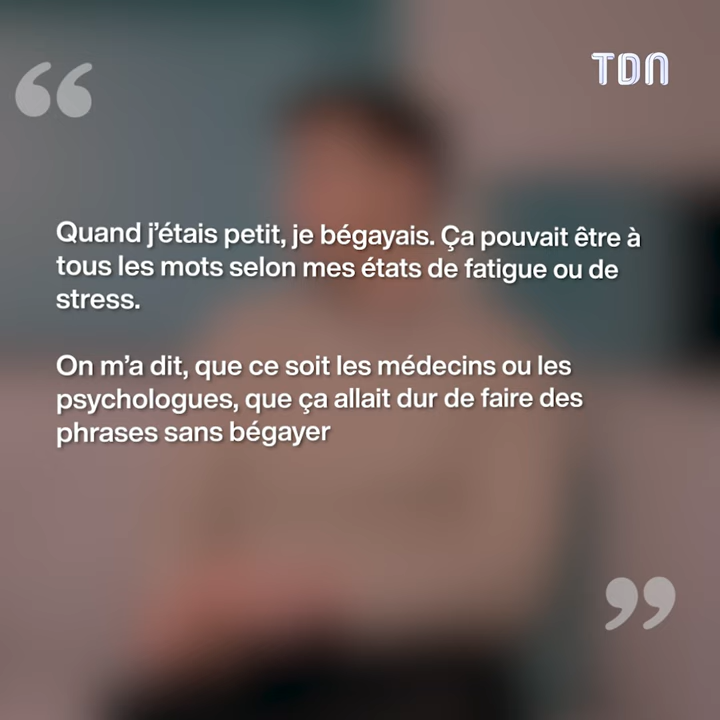 TDN
“
Quand j’étais petit, je bégayais. Ça pouvait être à
tous les mots selon mes états de fatigue ou de
stress.
On m’a dit, que ce soit les médecins ou les
psychologues, que ça allait dur de faire des
phrases sans bégayer
”